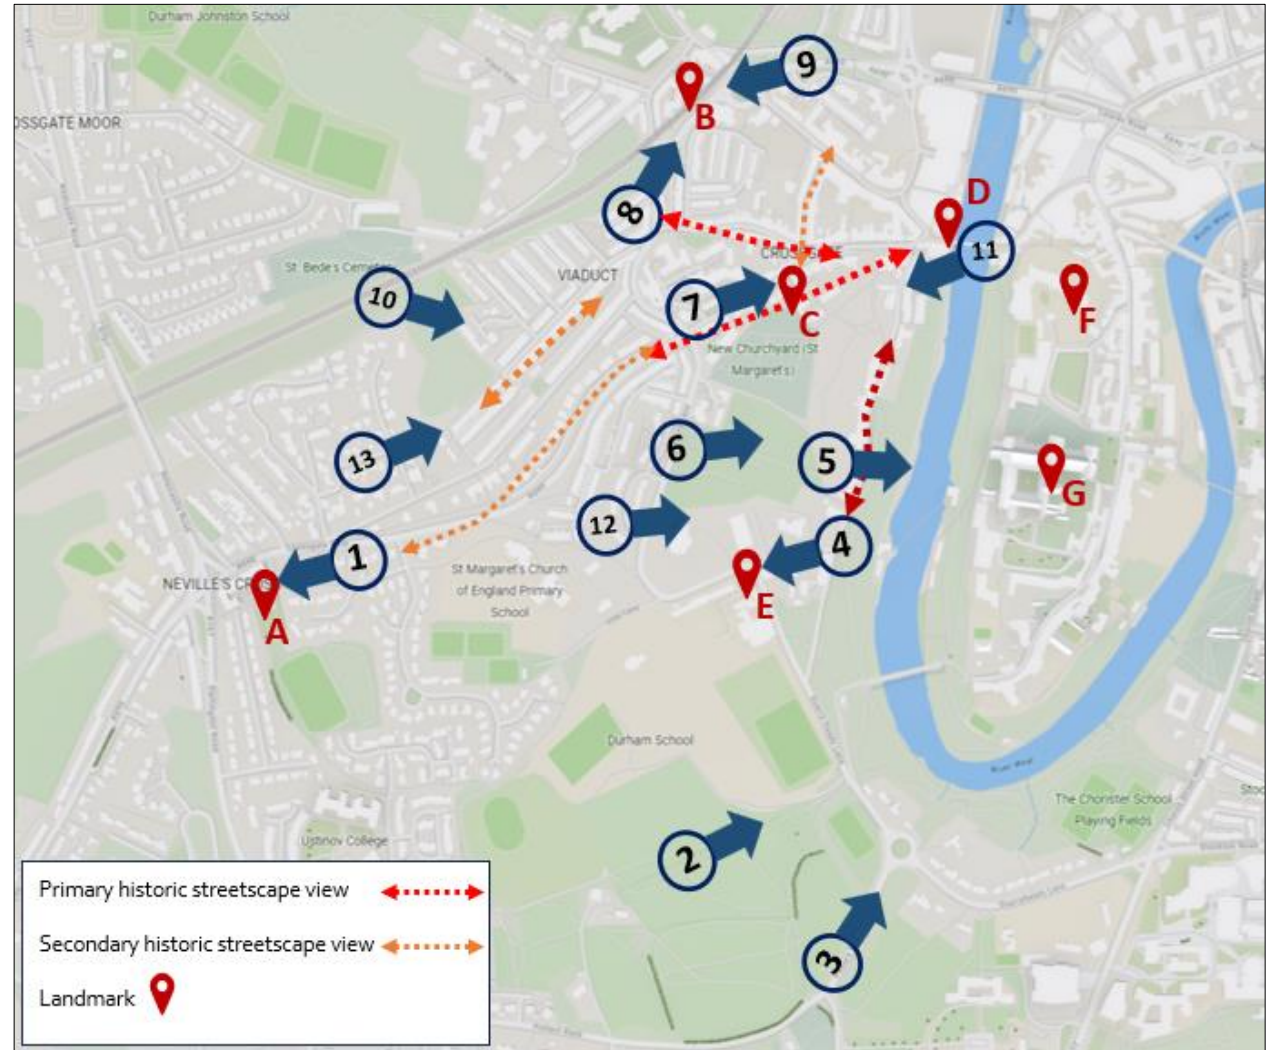 Durham Johnston School
9
B
OSSGATE MOOR
D
8
11
CROSSGATE
St. Bede's Cemetery
VIADUCT
10
7
F
C
New Churchyard (St
Margaret's)
6
5
13
G
12
4
1
St Margaret's Church
of England Primary
School
NEVILLE'S CROS
E
A
Durham School
River Wear
The Chorister School
Playing Fields
Stoc
Ustinov College
2
3
Primary historic streetscape view
Secondary historic streetscape view
Landmark